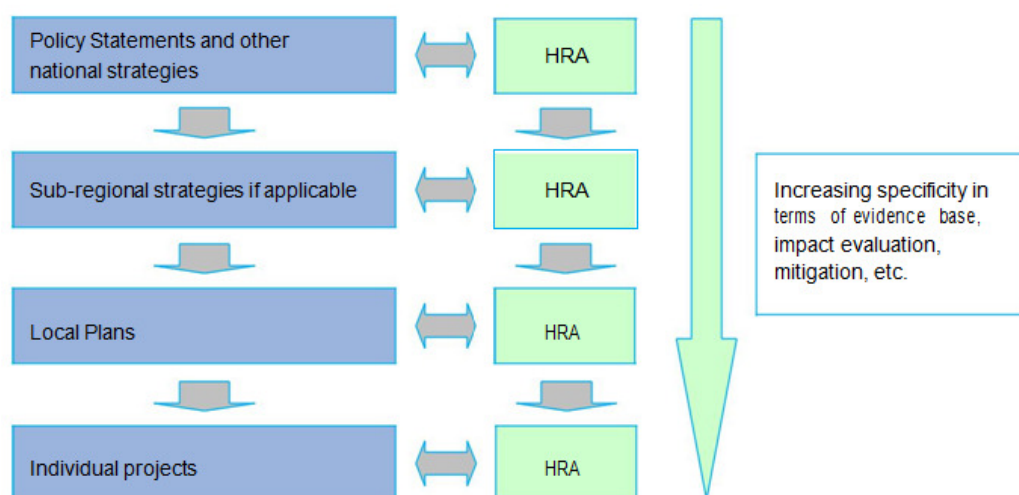 Policy Statements and other
national strategies
HRA
Sub-regional strategies if applicable
HRA
Local Plans
HRA
Individual projects
HRA
Increasing specificity in
terms of evidence base,
impact evaluation,
mitigation, etc.